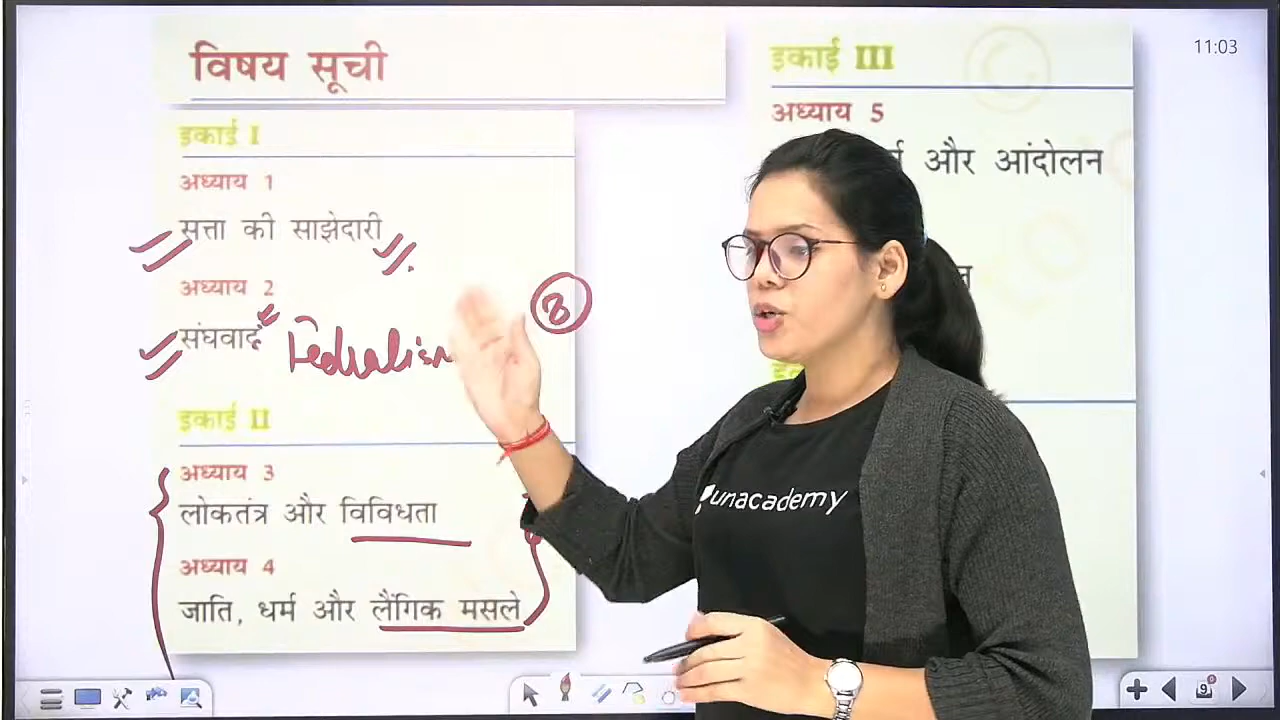 विषय सूची
इकाई I
अध्याय 1
सत्ता की साझेदारी
अध्याय 2
संघवाद
इकाई II
अध्याय 3
लोकतंत्र और विविधता
अध्याय 4
जाति, धर्म और लैंगिक मसले
8
11:03
इकाई III
अध्याय 5
और आंदोलन
unacademy
9